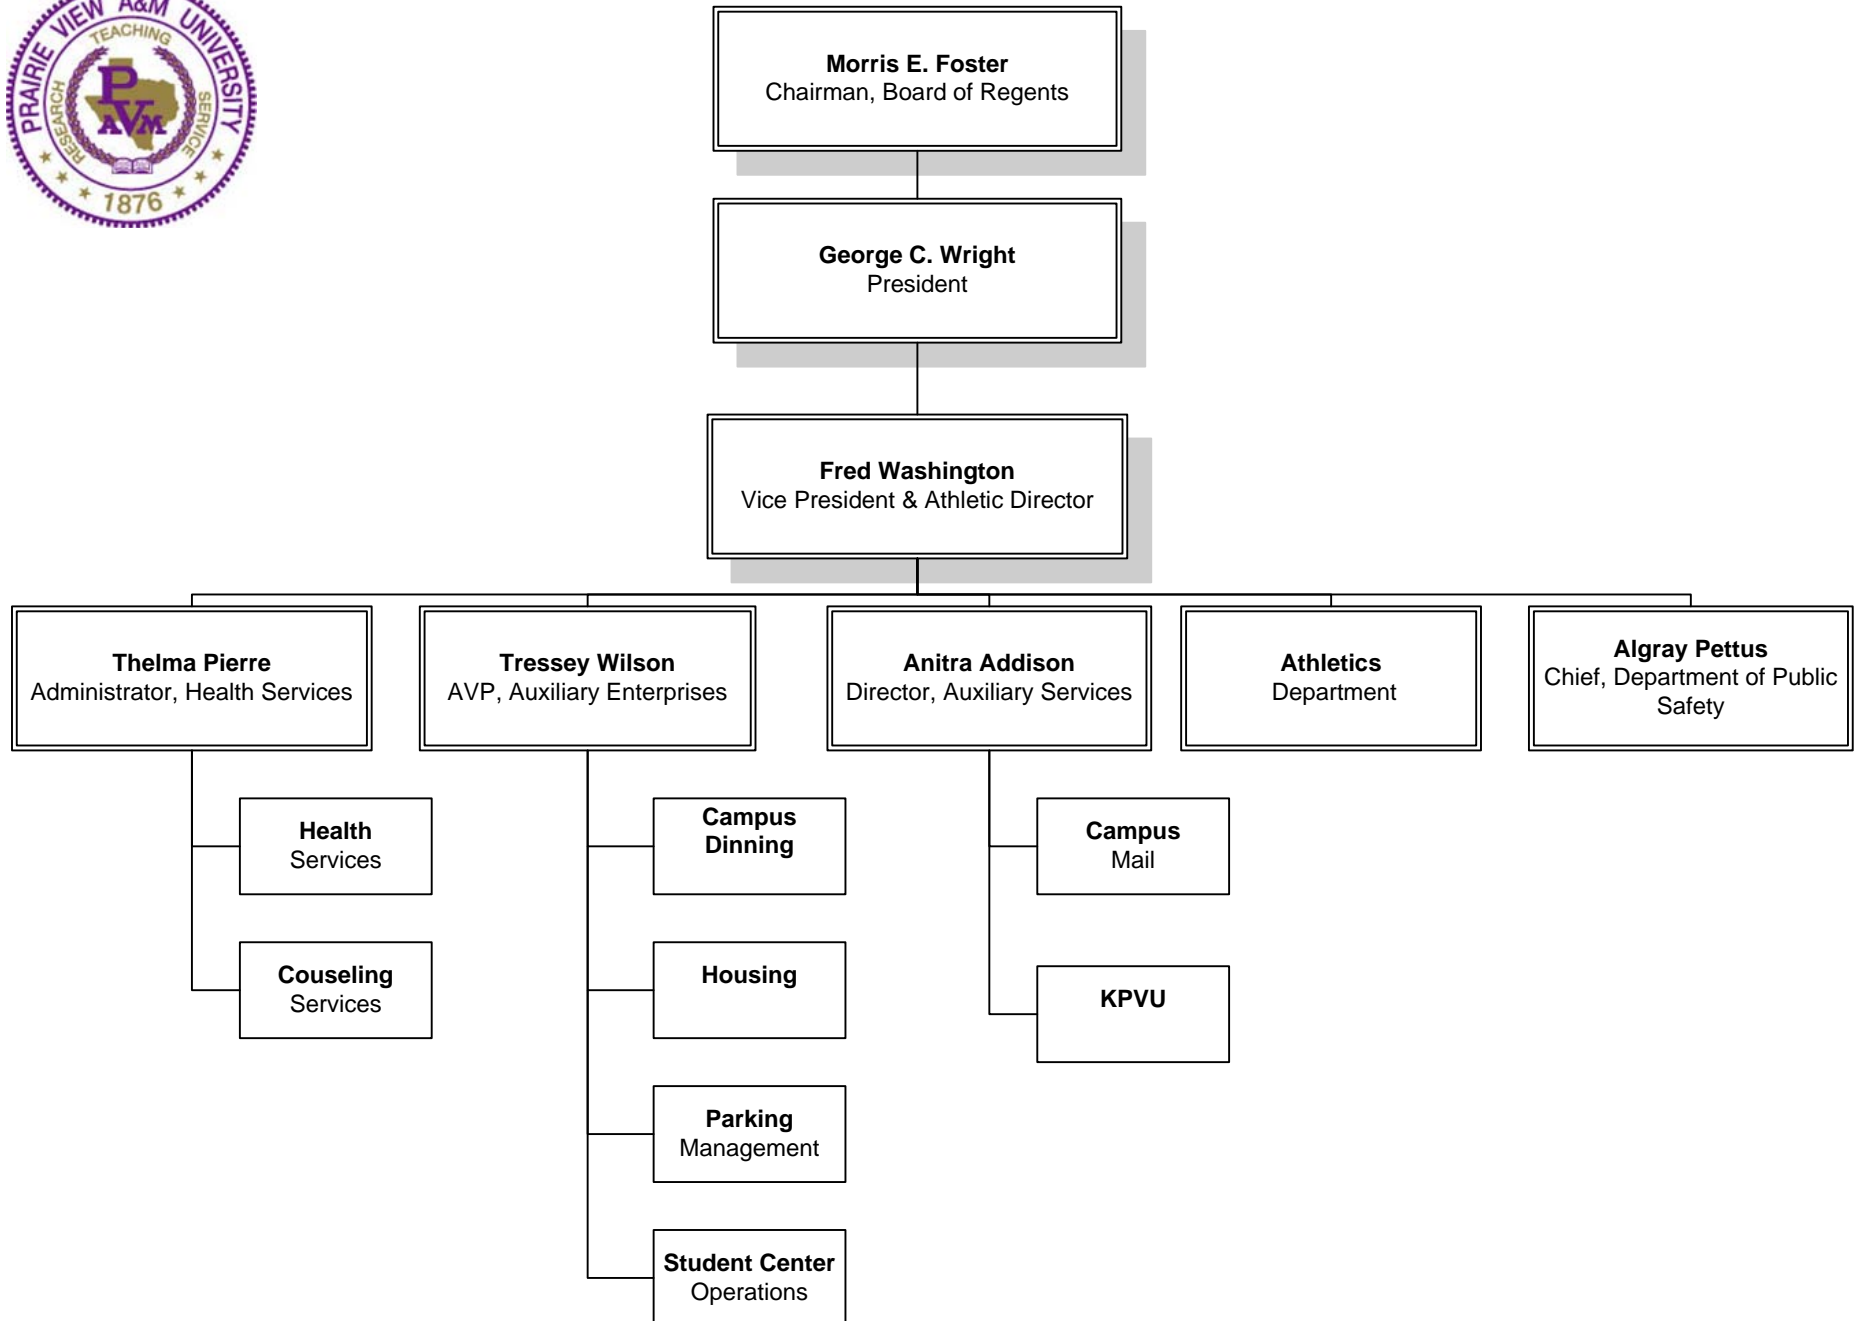 PRAIRIE VIEW A&M UNIVERSITY
TEACHING
RESEARCH
SERVICE
P
AVM
1876
Morris E. Foster
Chairman, Board of Regents
George C. Wright
President
Fred Washington
Vice President & Athletic Director
Thelma Pierre
Administrator, Health Services
Tressey Wilson
AVP, Auxiliary Enterprises
Anitra Addison
Director, Auxiliary Services
Athletics
Department
Algray Pettus
Chief, Department of Public
Safety
Health
Services
Couseling
Services
Campus
Dinning
Housing
Parking
Management
Student Center
Operations
Campus
Mail
KPVU